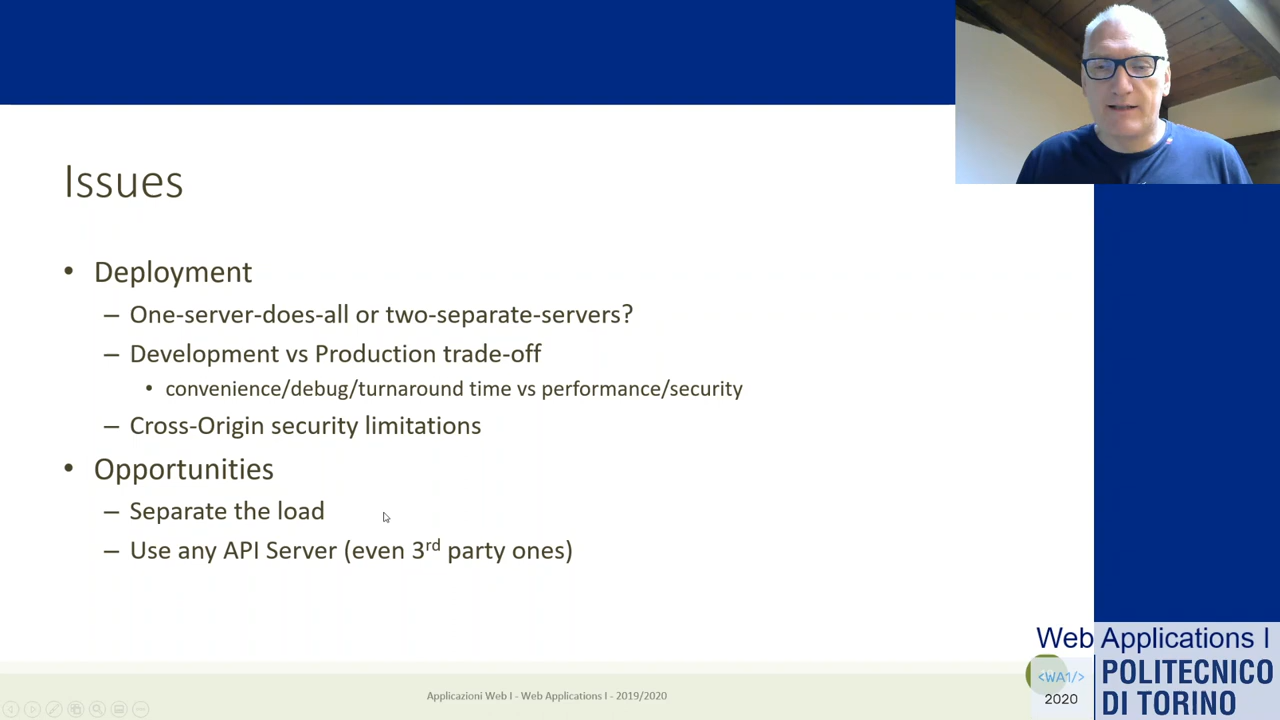 Issues
• Deployment
– One-server-does-all or two-separate-servers?
– Development vs Production trade-off
• convenience/debug/turnaround time vs performance/security
– Cross-Origin security limitations
• Opportunities
– Separate the load
– Use any API Server (even 3rd party ones)
Applicazioni Web I - Web Applications I - 2019/2020
Web Applications I
<WA1/>
2020
POLITECNICO
DI TORINO